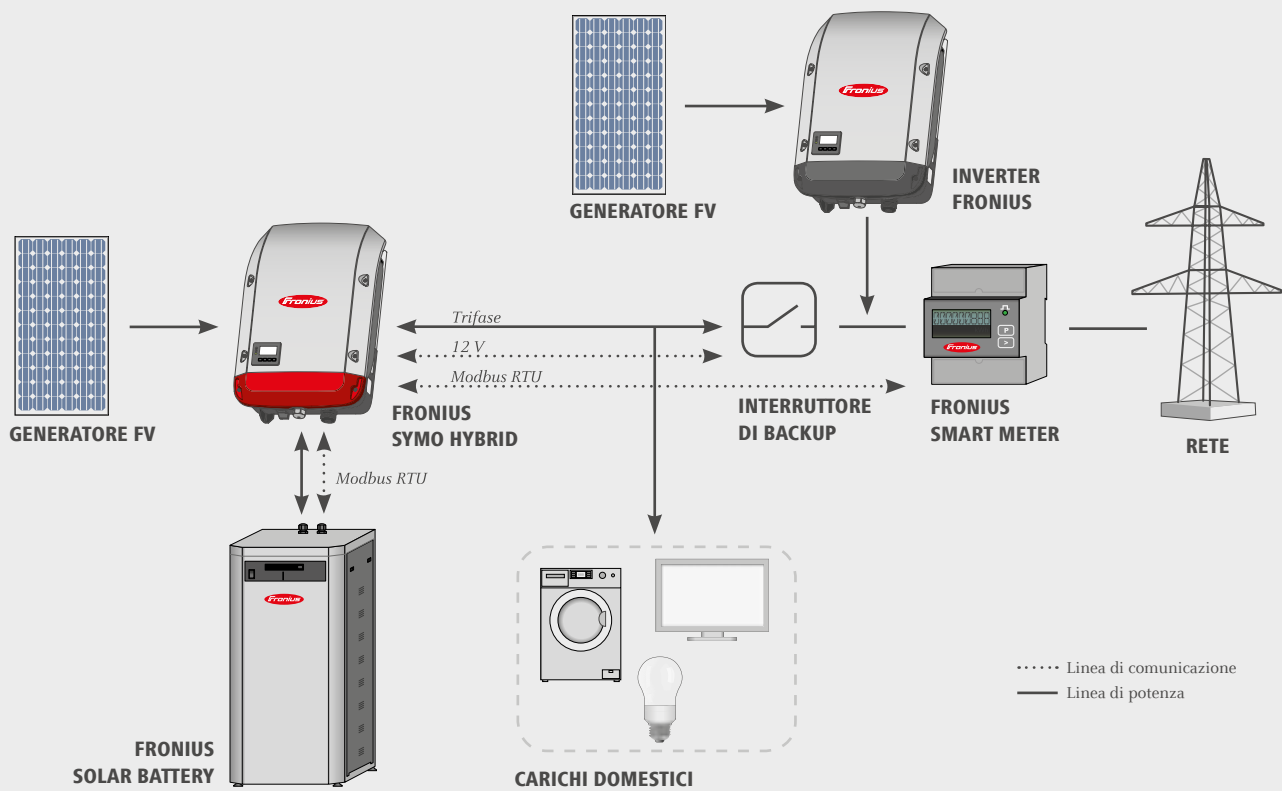 Fronius
GENERATORE FV
INVERTER
FRONIUS
Fronius
GENERATORE FV
FRONIUS
SYMO HYBRID
Trifase
12 V
Modbus RTU
INTERRUTTORE
DI BACKUP
P
>
Fronius
FRONIUS
SMART METER
RETE
Modbus RTU
Fronius
FRONIUS
SOLAR BATTERY
CARICHI DOMESTICI
Linea di comunicazione
Linea di potenza